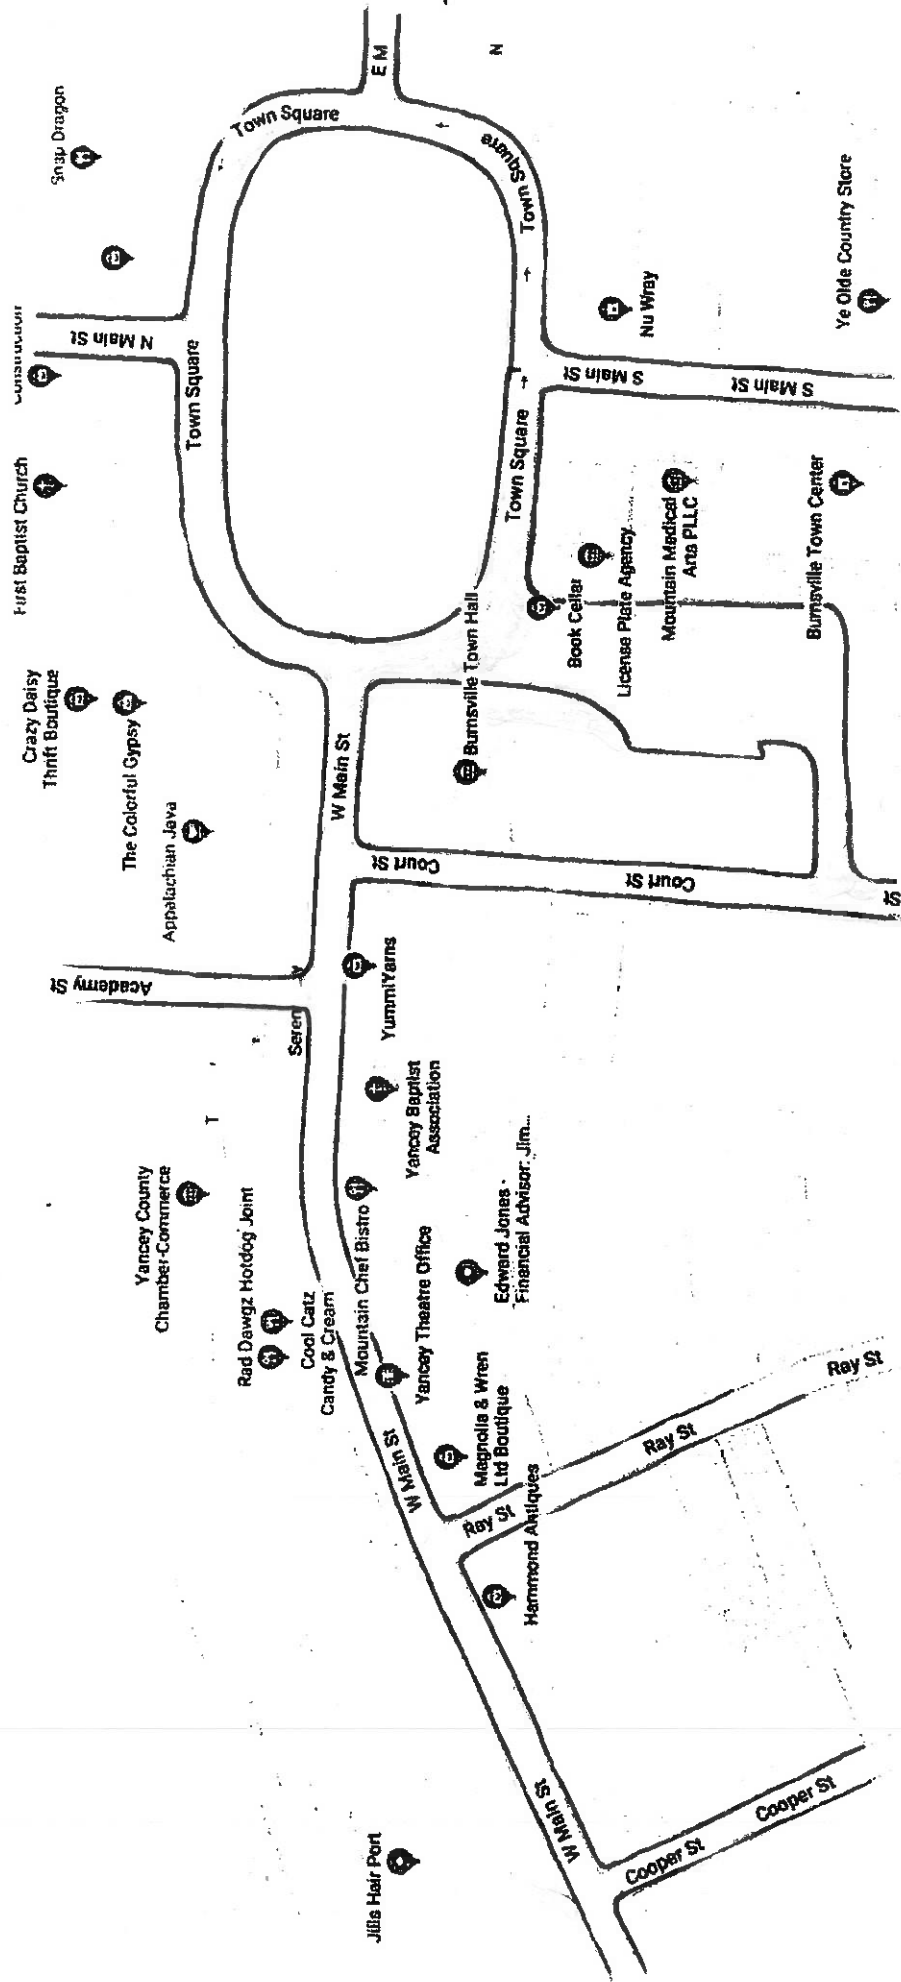 Snap Dragon
Town Square
E M
N
Town Square
N Main St
Town Square
Construction
First Baptist Church
Crazy Daisy
Thrift Boutique
The Colorful Gypsy
Appalachian Java
W Main St
Burnsville Town Hall
Town Square
Book Cellar
License Plate Agency
Mountain Medical
Arts PLLC
Burnsville Town Center
Nu Wray
S Main St
S Main St
Ye Olde Country Store
Court St
Court St
St
Academy St
Seren
y
YummiYarns
Yancey Baptist
Association
T
Yancey County
Chamber-Commerce
Rad Dawgz Hotdog Joint
Cool Catz
Candy & Cream
Mountain Chef Bistro
Yancey Theatre Office
Edward Jones -
Financial Advisor: Jim...
Magnolia & Wren
Ltd Boutique
W Main St
Ray St
Ray St
Ray St
Hammond Antiques
W Main St
Cooper St
Cooper St
Jills Hair Port